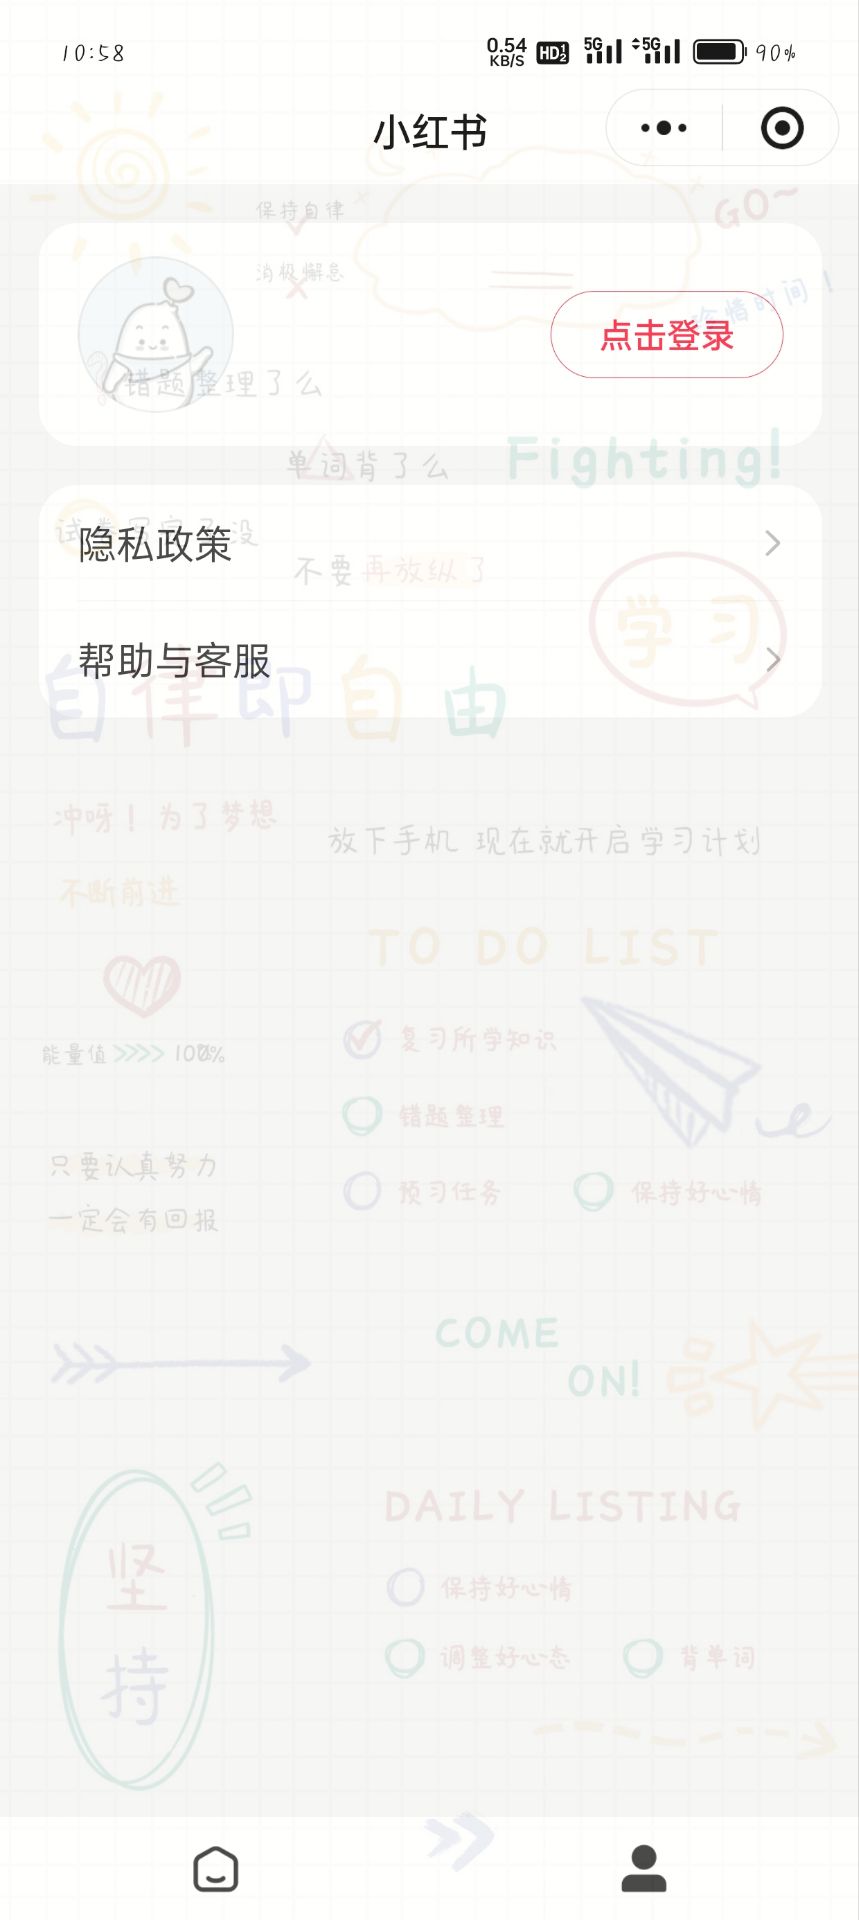 10:58
0.54 KB/S HD 1 2 5G 5G 90%
小红书
GO~
保持自律
消极懈怠
点击登录
错题整理了么
Fighting!
单词背了么
隐私政策
不要再放纵了
学习
帮助与客服
自律即自由
冲呀！为了梦想
放下手机 现在就开启学习计划
不断前进
TO DO LIST
复习所学知识
能量值>>>> 100%
错题整理
只要认真努力
预习任务 保持好心情
一定会有回报
COME
ON!
DAILY LISTING
坚持
保持好心情
调整好心态 背单词